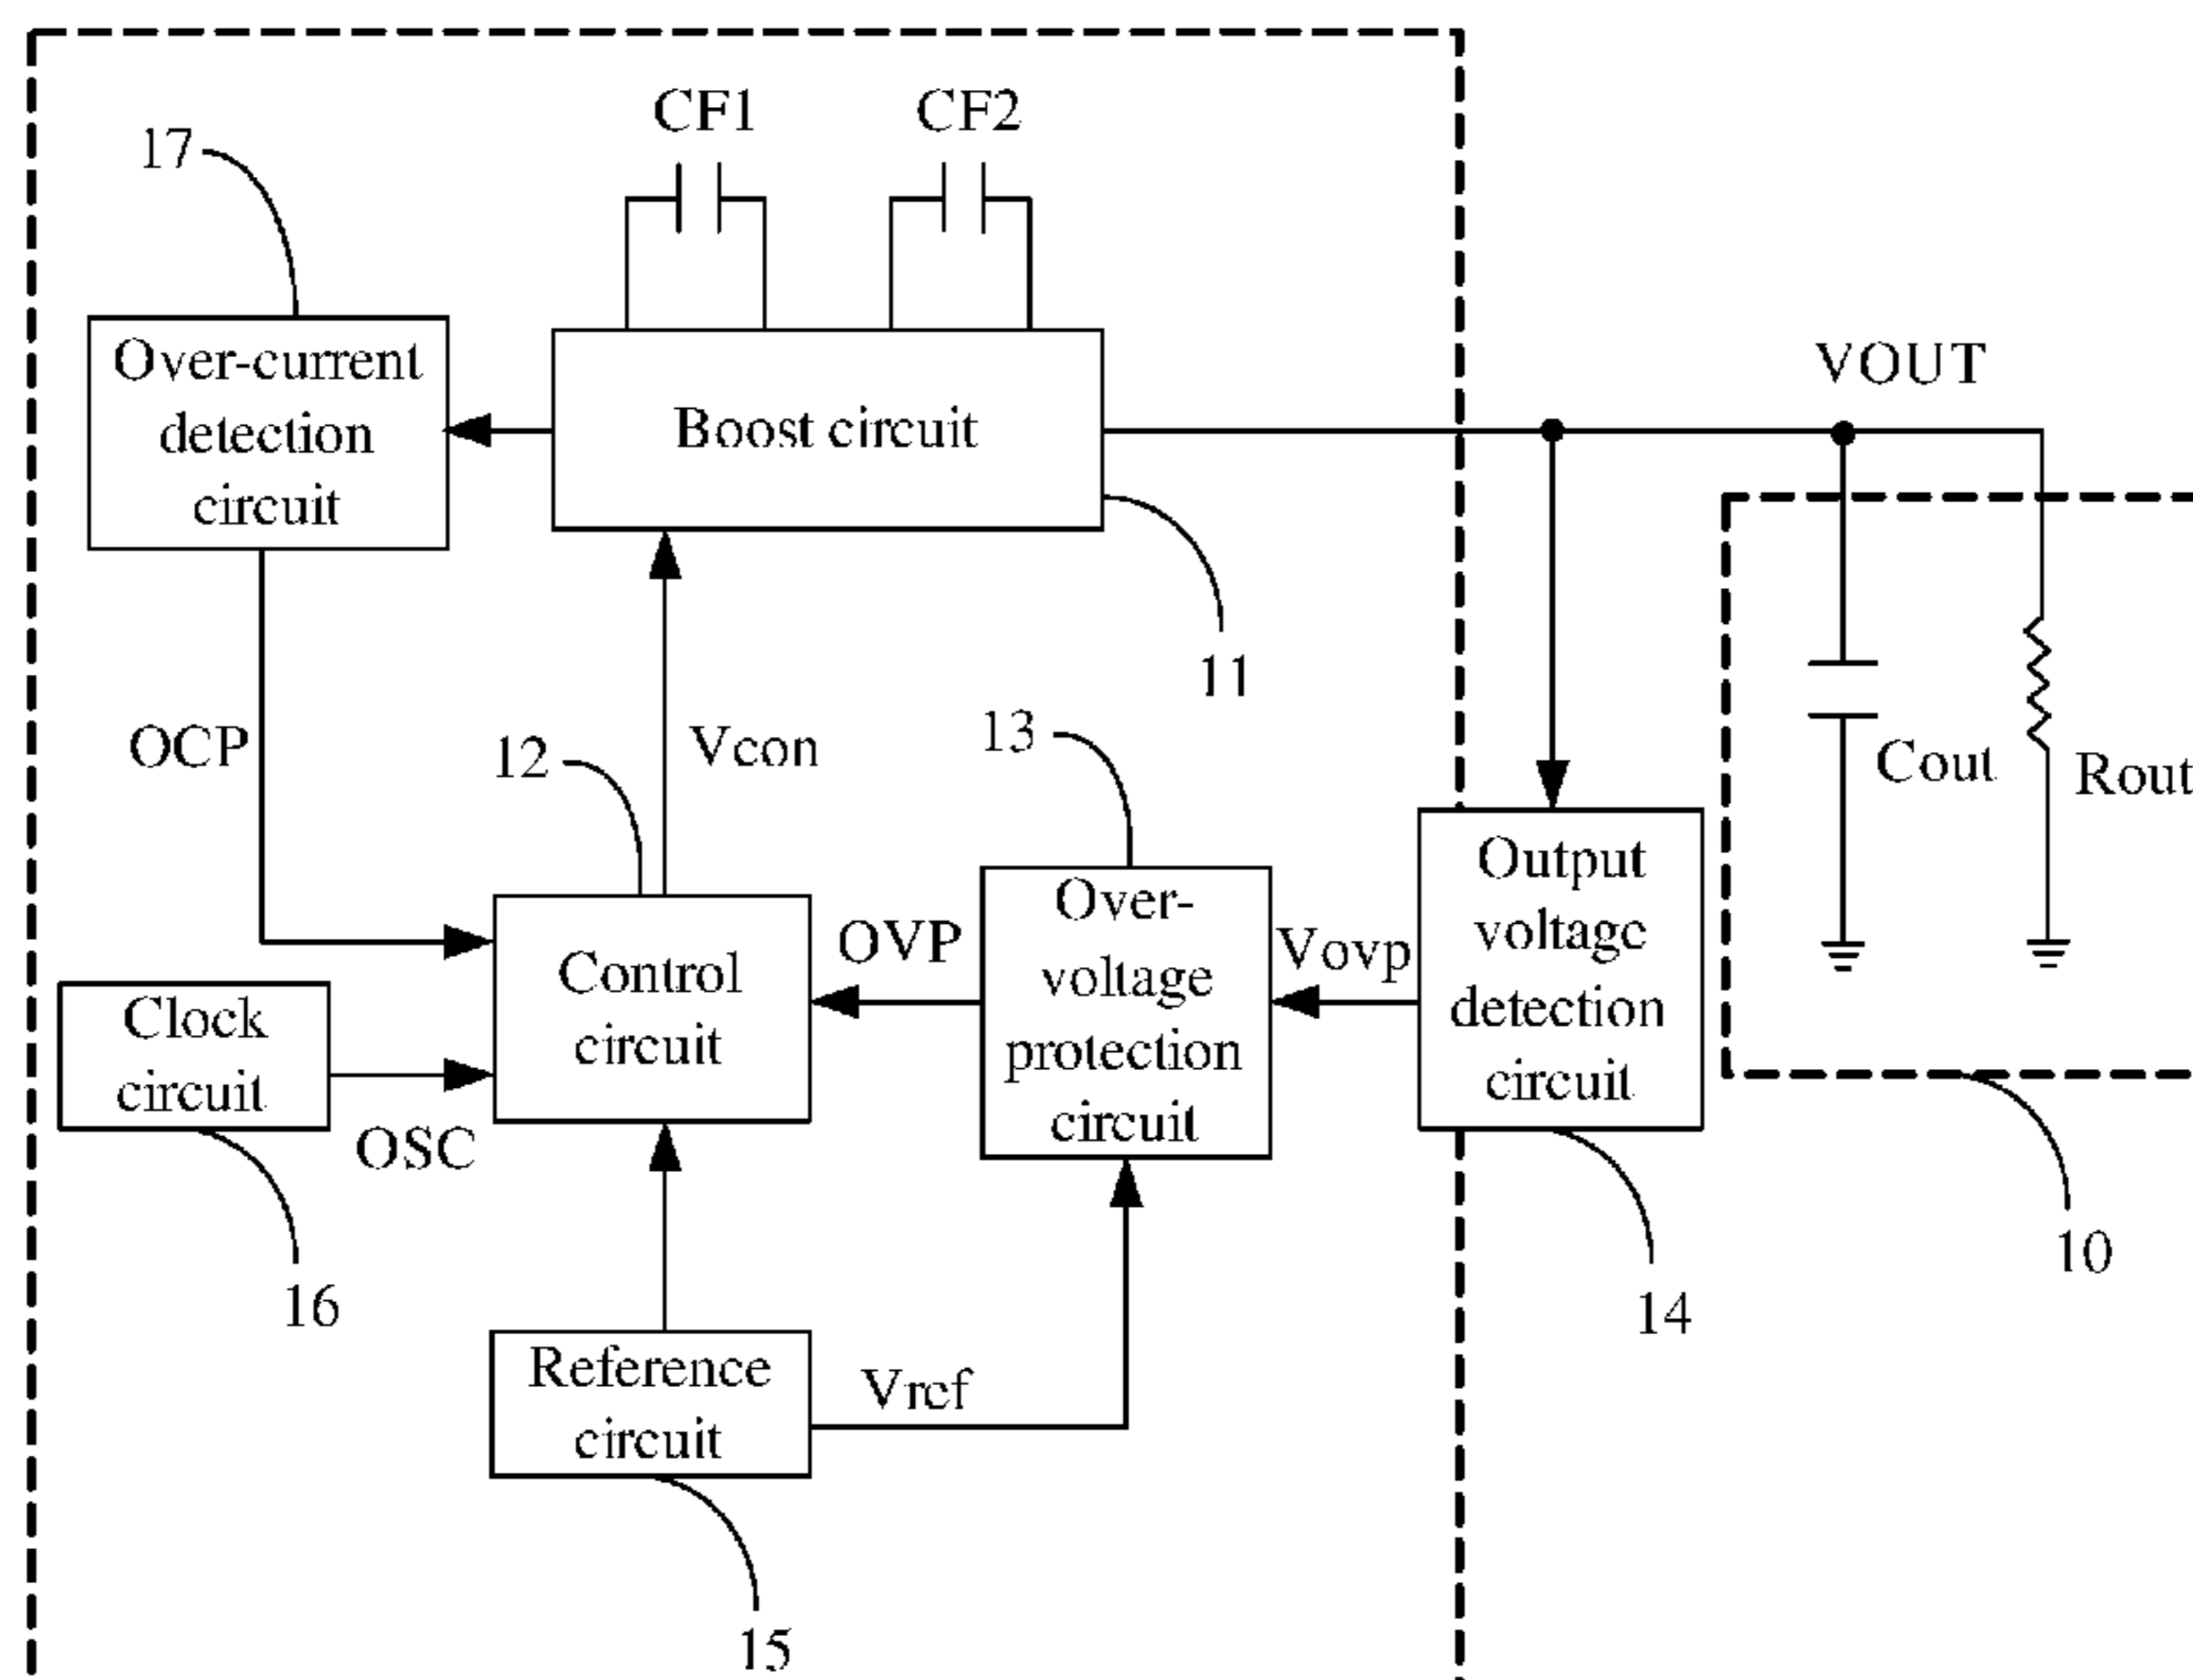 CF1
CF2
17
Over-current
detection
circuit
Boost circuit
VOUT
11
OCP
12
Vcon
13
Cout
Rout
Output
voltage
detection
circuit
Over-
voltage
protection
circuit
OVP
Vovp
Control
circuit
Clock
circuit
OSC
10
16
14
Reference
circuit
Vref
15